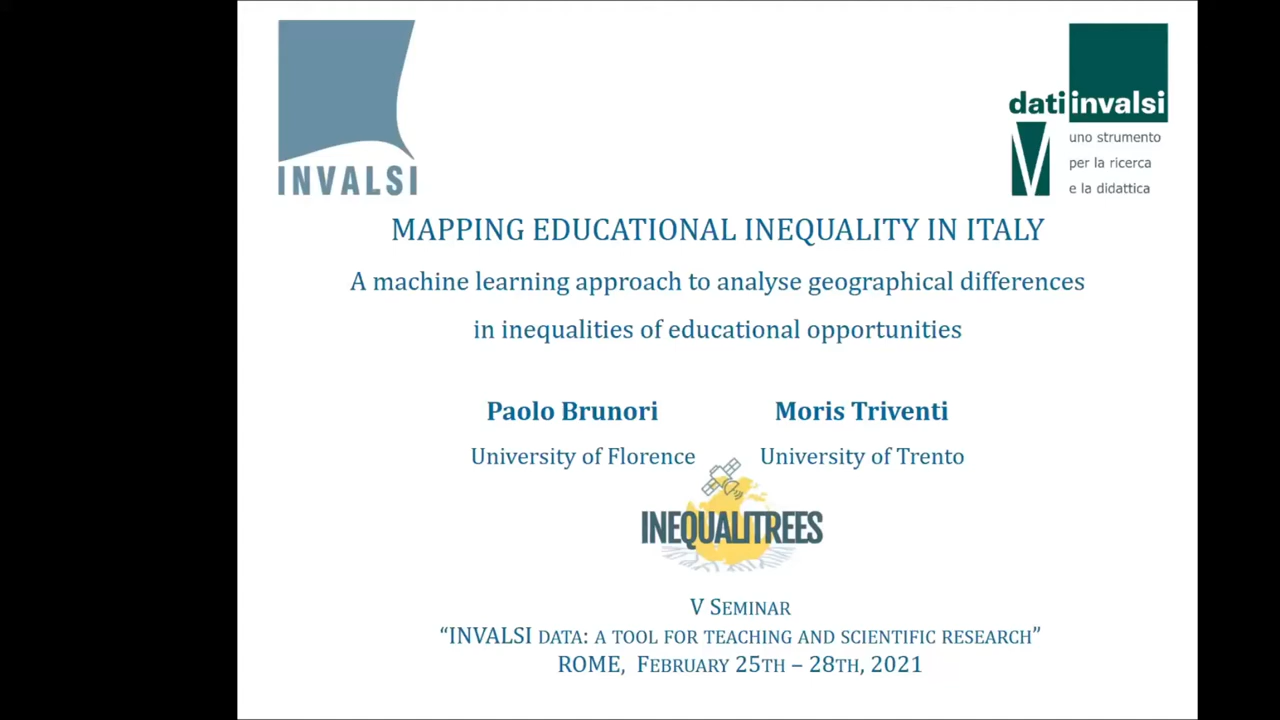 INVALSI
dati invalsi
V
uno strumento
per la ricerca
e la didattica
MAPPING EDUCATIONAL INEQUALITY IN ITALY
A machine learning approach to analyse geographical differences
in inequalities of educational opportunities
Paolo Brunori Moris Triventi
University of Florence University of Trento
INEQUALITREES
V SEMINAR
“INVALSI DATA: A TOOL FOR TEACHING AND SCIENTIFIC RESEARCH”
ROME, FEBRUARY 25TH – 28TH, 2021